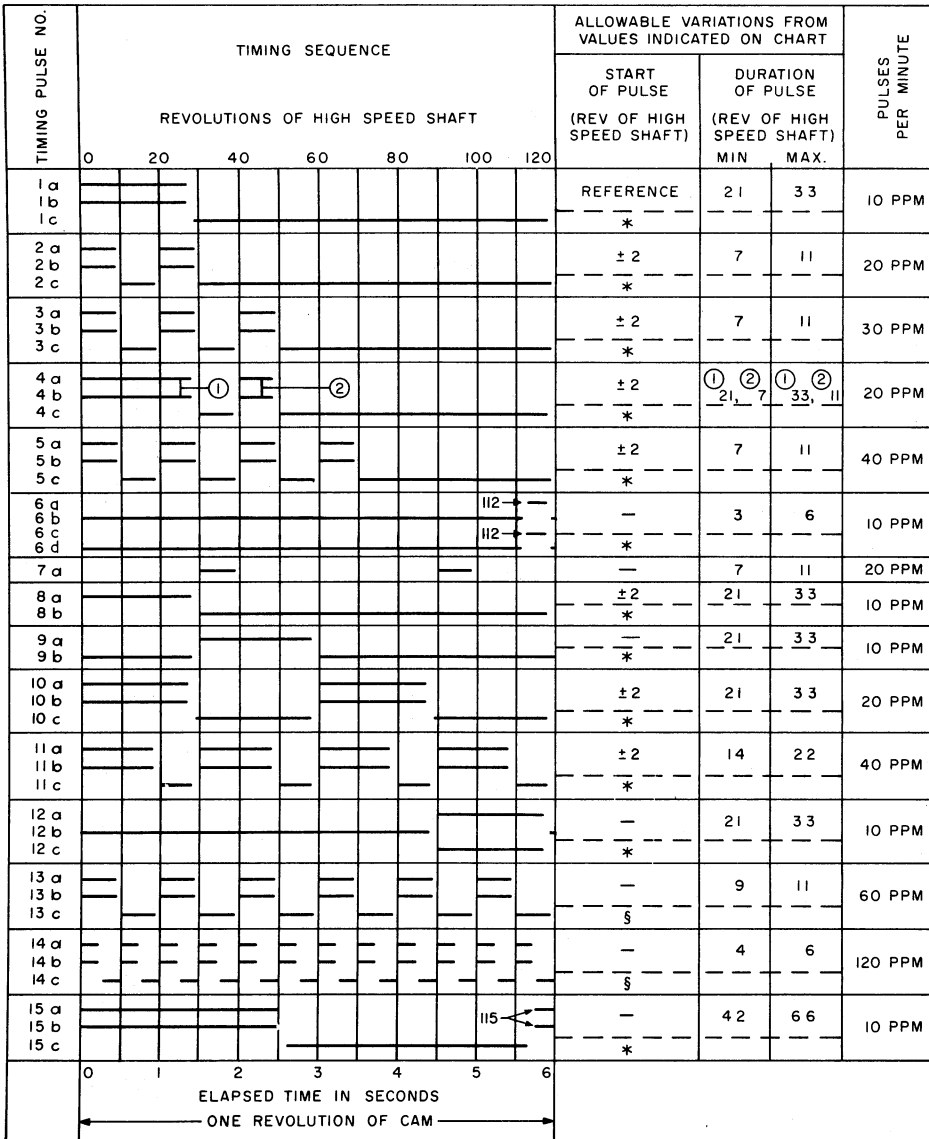 TIMING PULSE NO.
TIMING SEQUENCE
REVOLUTIONS OF HIGH SPEED SHAFT
0 20 40 60 80 100 120
ALLOWABLE VARIATIONS FROM
VALUES INDICATED ON CHART
START
OF PULSE
(REV OF HIGH
SPEED SHAFT)
DURATION
OF PULSE
(REV OF HIGH
SPEED SHAFT)
MIN MAX.
PULSES
PER MINUTE
1a
1b
1c
REFERENCE 21 33
*
10 PPM
2a
2b
2c
± 2 7 11
*
20 PPM
3a
3b
3c
± 2 7 11
*
30 PPM
4a
4b
4c
① ②
± 2 ① ② ① ②
21, 7 33, 11
*
20 PPM
5a
5b
5c
± 2 7 11
*
40 PPM
6a
6b
6c
6d
112
112
— 3 6
*
10 PPM
7a — 7 11 20 PPM
8a ± 2 21 33
8b *
10 PPM
9a — 21 33
9b *
10 PPM
10a
10b
10c
± 2 21 33
*
20 PPM
11a
11b
11c
± 2 14 22
*
40 PPM
12a
12b
12c
— 21 33
*
10 PPM
13a
13b
13c
— 9 11
§
60 PPM
14a
14b
14c
— 4 6
§
120 PPM
15a
15b
15c
115
— 42 66
*
10 PPM
0 1 2 3 4 5 6
ELAPSED TIME IN SECONDS
ONE REVOLUTION OF CAM